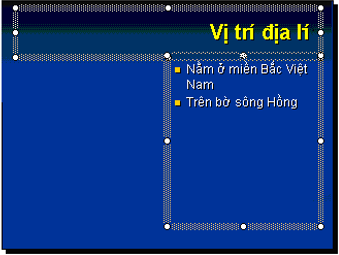 Vị trí địa lí
Nằm ở miền Bắc Việt
Nam
Trên bờ sông Hồng